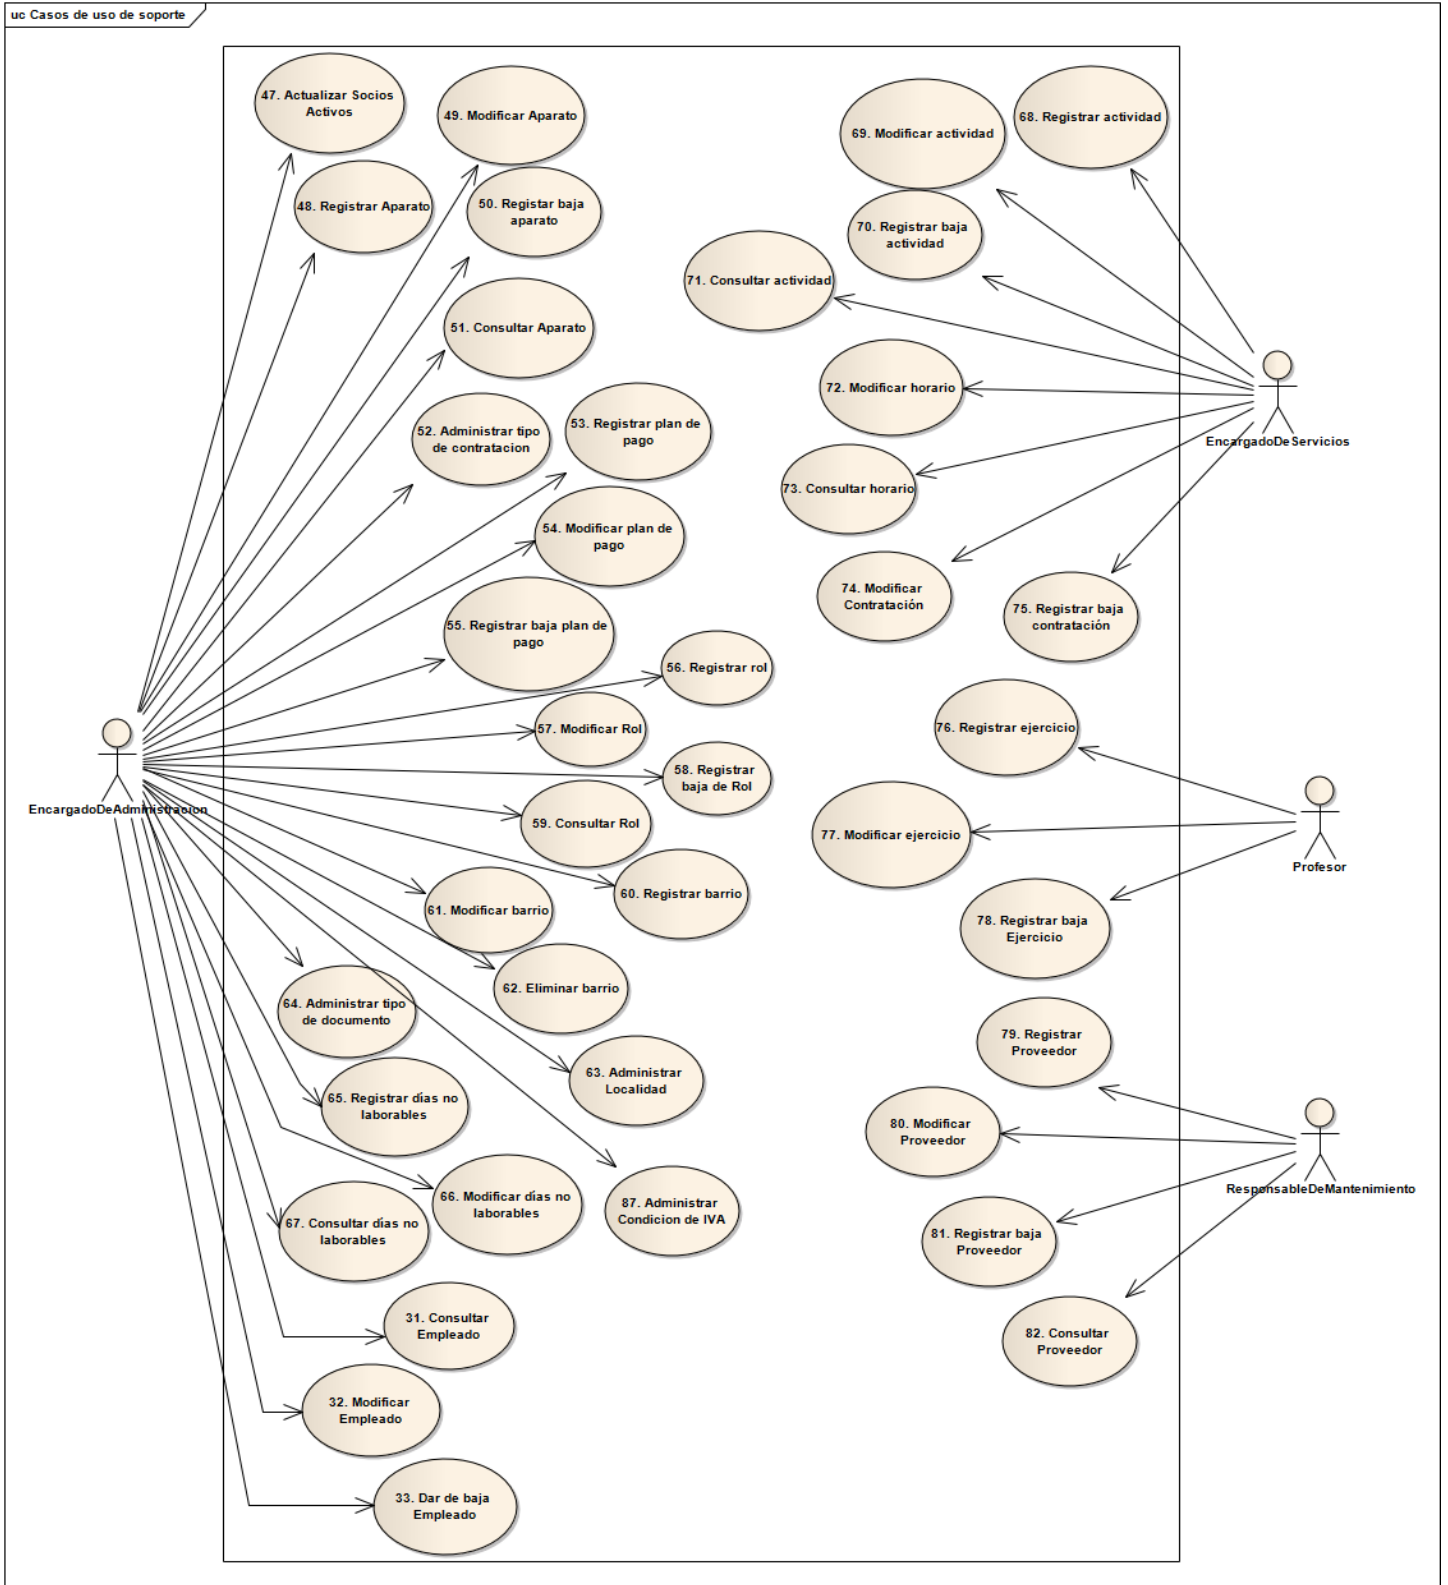 uc Casos de uso de soporte
47. Actualizar Socios
Activos
49. Modificar Aparato
69. Modificar actividad
68. Registrar actividad
48. Registrar Aparato
50. Registar baja
aparato
70. Registrar baja
actividad
71. Consultar actividad
51. Consultar Aparato
72. Modificar horario
52. Administrar tipo
de contratacion
53. Registrar plan de
pago
EncargadoDeServicios
73. Consultar horario
54. Modificar plan de
pago
74. Modificar
Contratación
75. Registrar baja
contratación
55. Registrar baja plan de
pago
56. Registrar rol
57. Modificar Rol
76. Registrar ejercicio
58. Registrar
baja de Rol
EncargadoDeAdministracion
59. Consultar Rol
77. Modificar ejercicio
Profesor
60. Registrar barrio
61. Modificar barrio
78. Registrar baja
Ejercicio
62. Eliminar barrio
64. Administrar tipo
de documento
79. Registrar
Proveedor
63. Administrar
Localidad
65. Registrar días no
laborables
80. Modificar
Proveedor
66. Modificar días no
laborables
87. Administrar
Condicion de IVA
ResponsableDeMantenimiento
67. Consultar días no
laborables
81. Registrar baja
Proveedor
31. Consultar
Empleado
82. Consultar
Proveedor
32. Modificar
Empleado
33. Dar de baja
Empleado